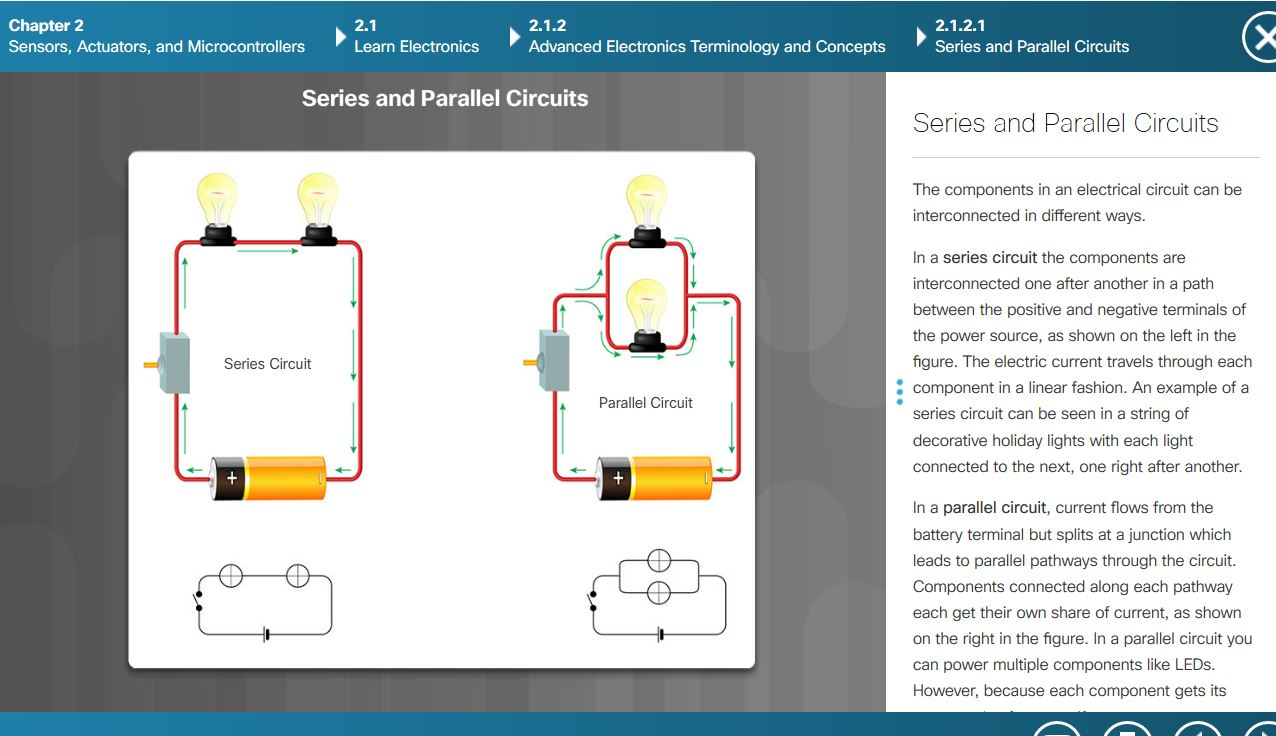 Chapter 2
Sensors, Actuators, and Microcontrollers
2.1
Learn Electronics
2.1.2
Advanced Electronics Terminology and Concepts
2.1.2.1
Series and Parallel Circuits
Series and Parallel Circuits
Series Circuit
+
Parallel Circuit
+
Series and Parallel Circuits
The components in an electrical circuit can be
interconnected in different ways.
In a series circuit the components are
interconnected one after another in a path
between the positive and negative terminals of
the power source, as shown on the left in the
figure. The electric current travels through each
component in a linear fashion. An example of a
series circuit can be seen in a string of
decorative holiday lights with each light
connected to the next, one right after another.
In a parallel circuit, current flows from the
battery terminal but splits at a junction which
leads to parallel pathways through the circuit.
Components connected along each pathway
each get their own share of current, as shown
on the right in the figure. In a parallel circuit you
can power multiple components like LEDs.
However, because each component gets its